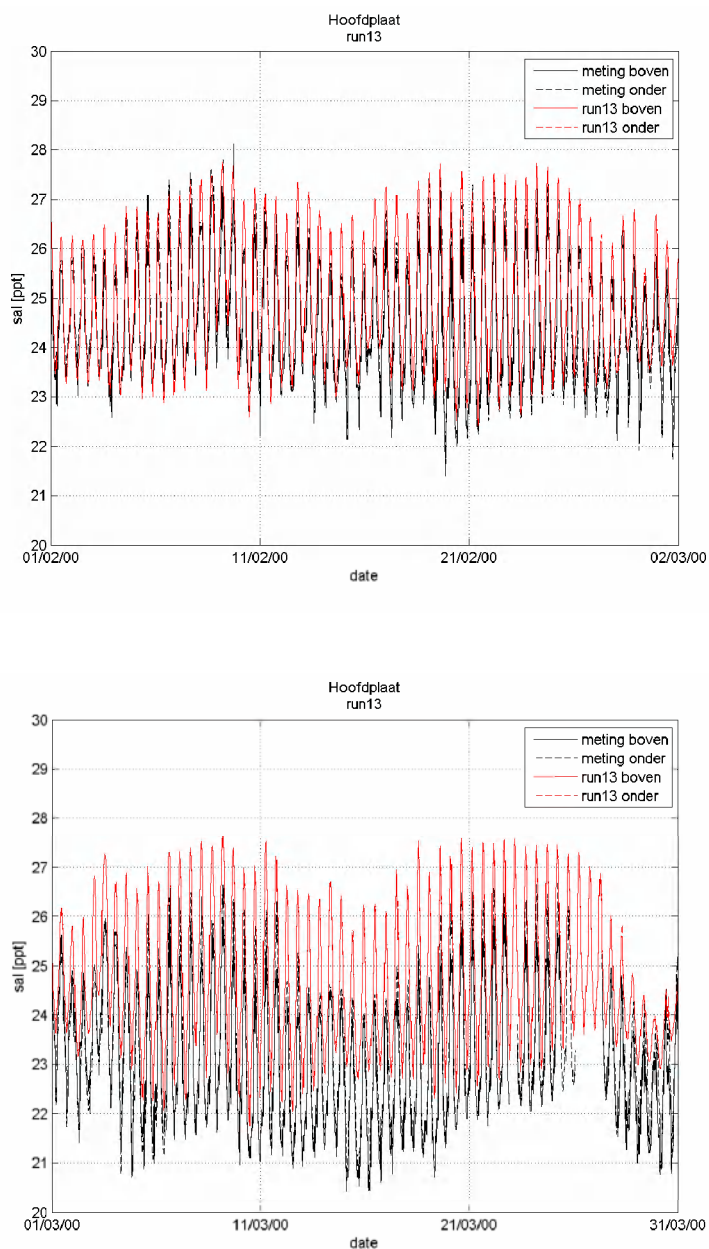 Hoofdplaat
run13
30
29
28
27
26
25
24
23
22
21
20
sal [ppt]
meting boven
meting onder
run13 boven
run13 onder
01/02/00
11/02/00
21/02/00
02/03/00
date
Hoofdplaat
run13
30
29
28
27
26
25
24
23
22
21
20
sal [ppt]
meting boven
meting onder
run13 boven
run13 onder
01/03/00
11/03/00
21/03/00
31/03/00
date